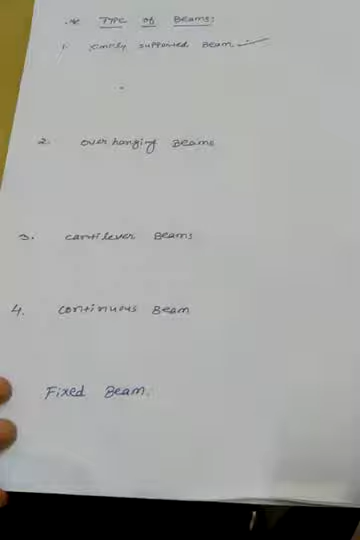 * Type of Beams:
1. simply supported Beam
2. over hanging Beams
3. cantilever Beams
4. continuous Beam
Fixed Beam.